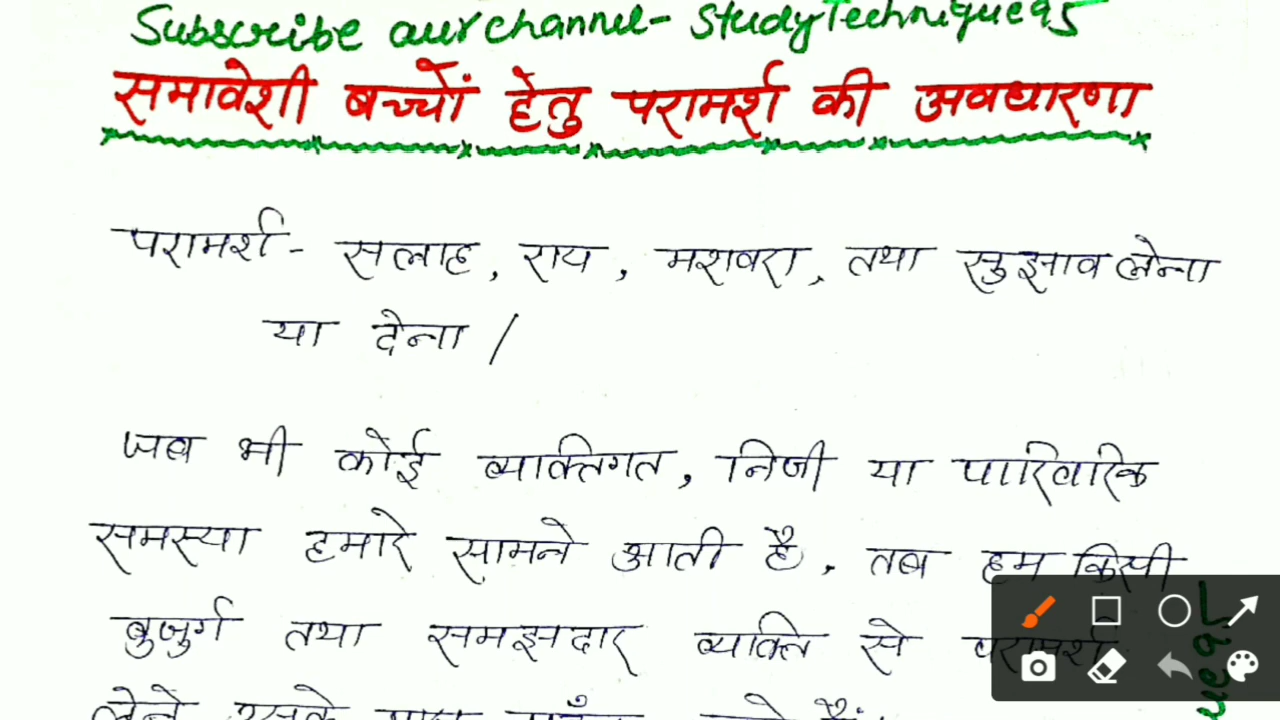 Subscribe our channel- StudyTechnique95
समावेशी बच्चों हेतु परामर्श की अवधारणा
परामर्श - सलाह, राय, मशवरा, तथा सुझाव लेना
या देना /
जब भी कोई व्यक्तिगत, निजी या पारिवारिक
समस्या हमारे सामने आती है, तब हम किसी
बुजुर्ग तथा समझदार व्यक्ति से परामर्श
लेने उसके पास